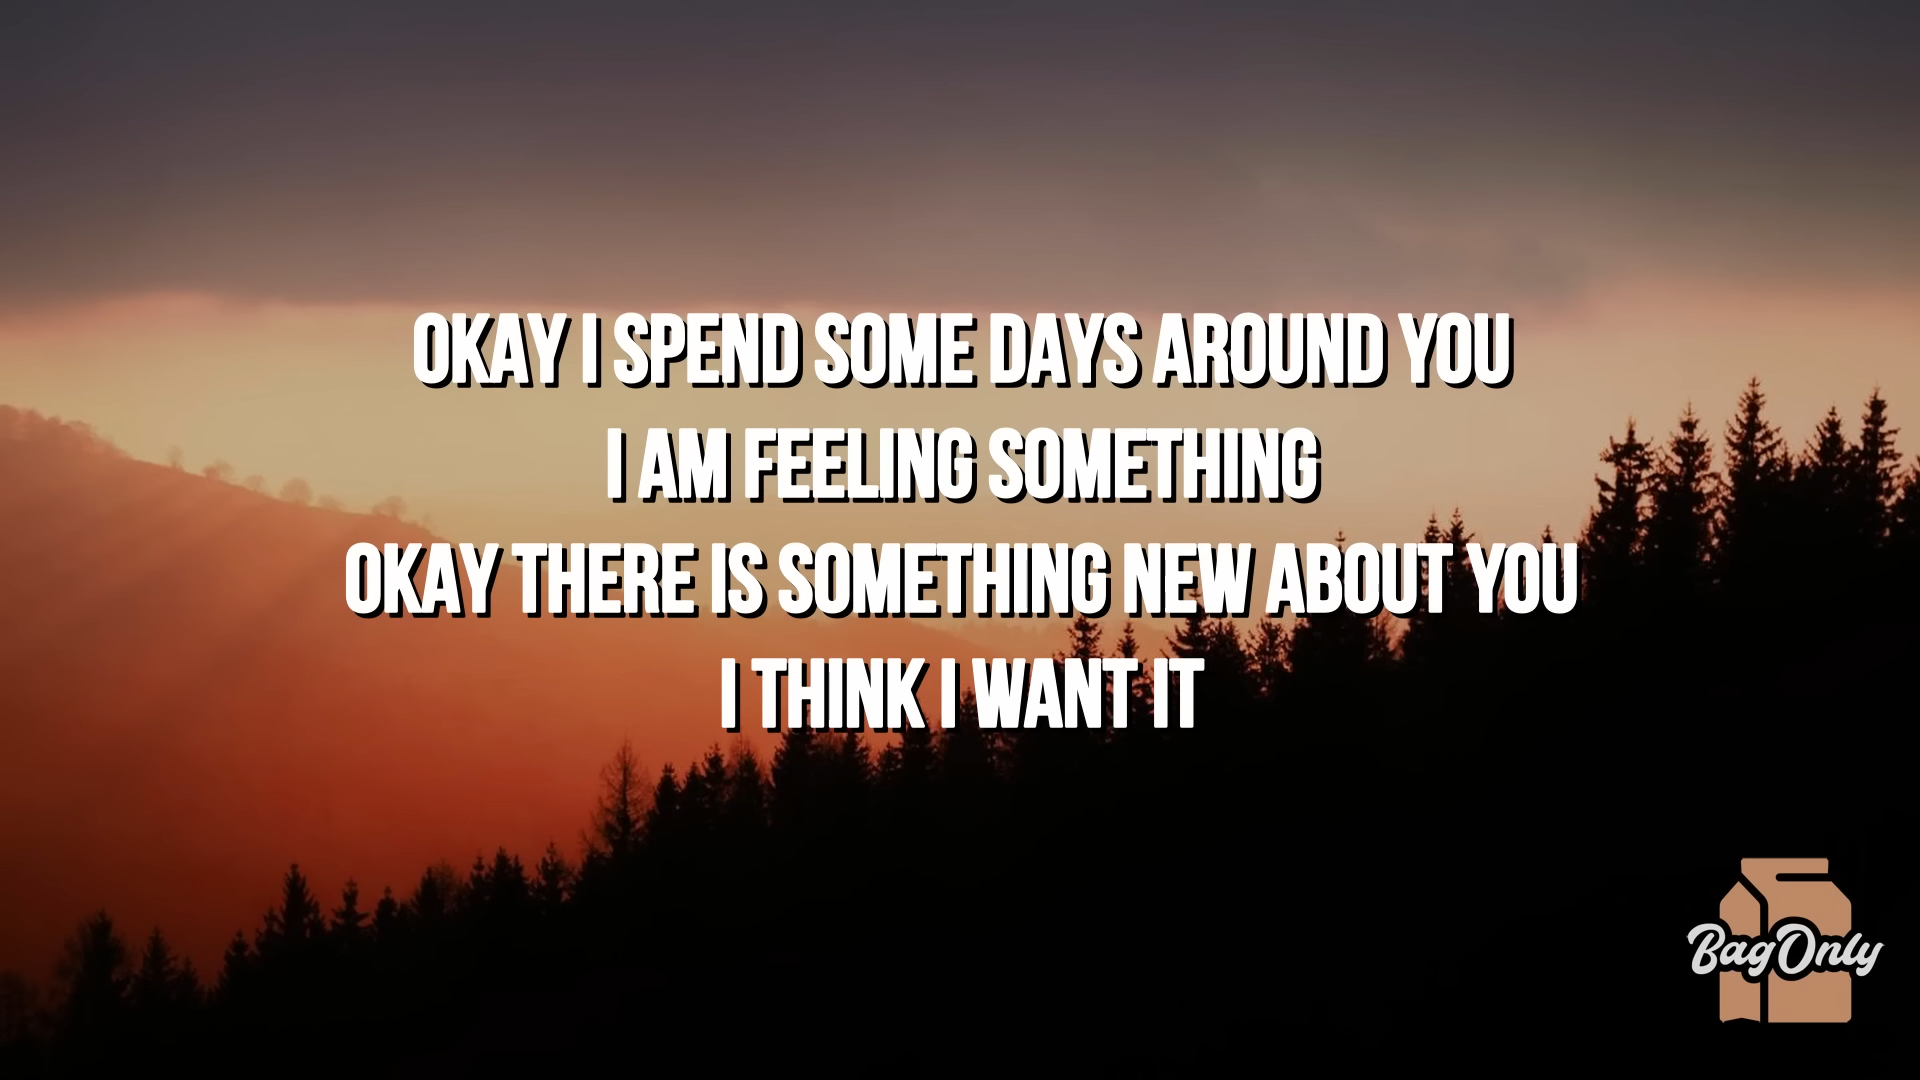 OKAY I SPEND SOME DAYS AROUND YOU
I AM FEELING SOMETHING
OKAY THERE IS SOMETHING NEW ABOUT YOU
I THINK I WANT IT
BagOnly